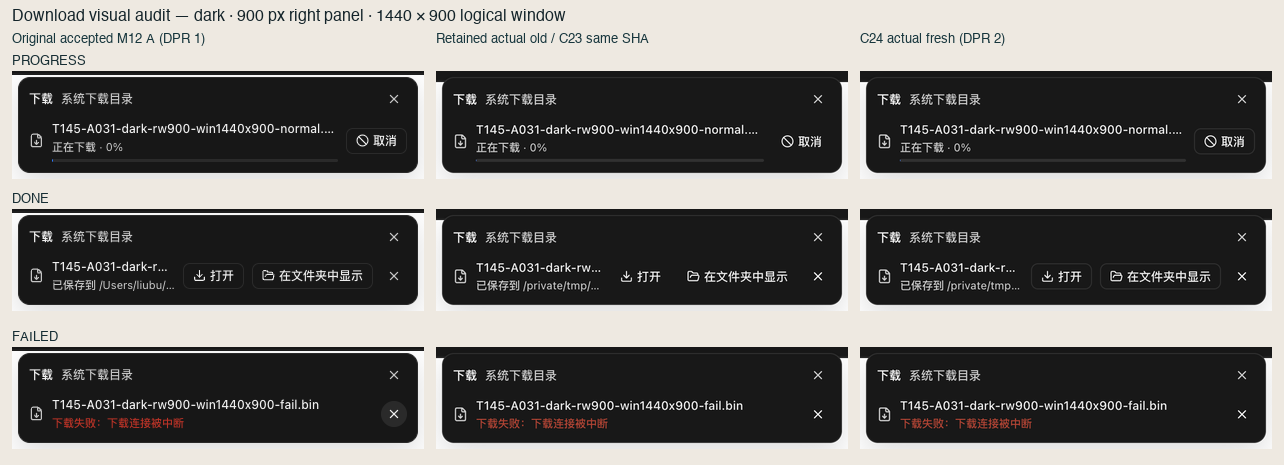 Download visual audit — dark · 900 px right panel · 1440 × 900 logical window
Original accepted M12 A (DPR 1)
Retained actual old / C23 same SHA
C24 actual fresh (DPR 2)
PROGRESS
下载 系统下载目录
T145-A031-dark-rw900-win1440x900-normal....
正在下载 · 0%
取消
下载 系统下载目录
T145-A031-dark-rw900-win1440x900-normal....
正在下载 · 0%
取消
下载 系统下载目录
T145-A031-dark-rw900-win1440x900-normal....
正在下载 · 0%
取消
DONE
下载 系统下载目录
T145-A031-dark-r...
已保存到 /Users/liubu/...
打开
在文件夹中显示
下载 系统下载目录
T145-A031-dark-rw...
已保存到 /private/tmp/...
打开
在文件夹中显示
下载 系统下载目录
T145-A031-dark-r...
已保存到 /private/tmp...
打开
在文件夹中显示
FAILED
下载 系统下载目录
T145-A031-dark-rw900-win1440x900-fail.bin
下载失败：下载连接被中断
下载 系统下载目录
T145-A031-dark-rw900-win1440x900-fail.bin
下载失败：下载连接被中断
下载 系统下载目录
T145-A031-dark-rw900-win1440x900-fail.bin
下载失败：下载连接被中断